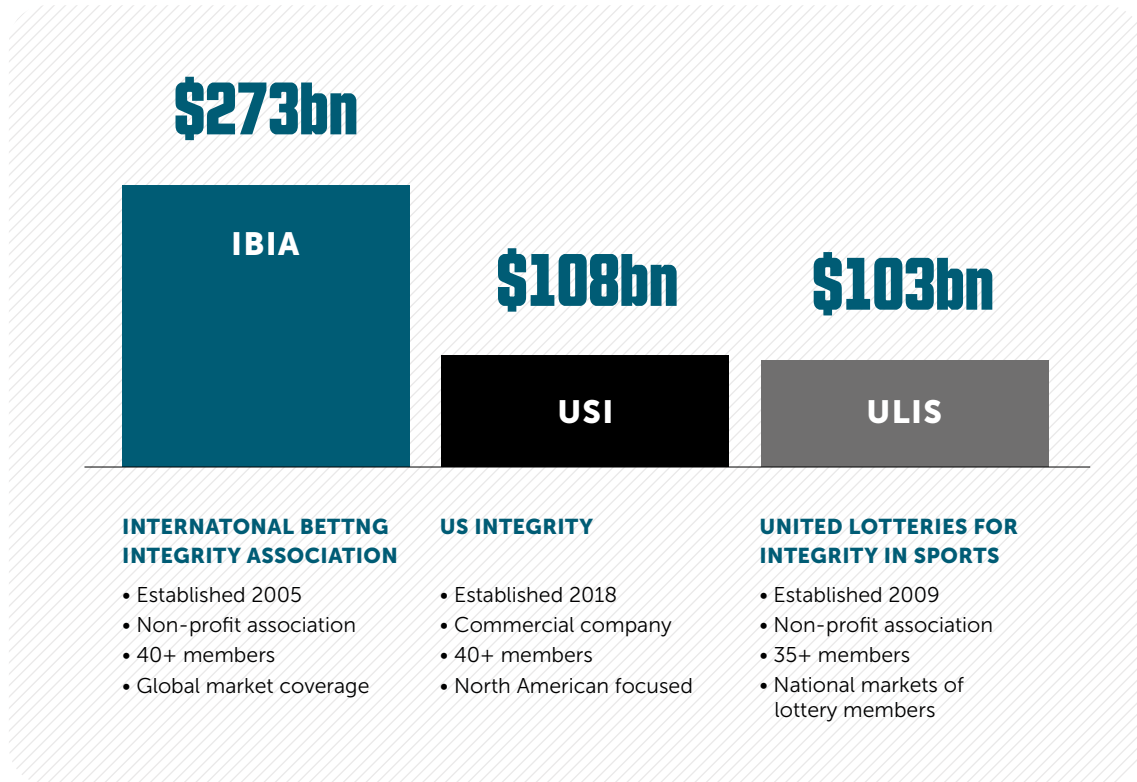 $273bn
IBIA
$108bn
USI
$103bn
ULIS
INTERNATONAL BETTNG
INTEGRITY ASSOCIATION
• Established 2005
• Non-profit association
• 40+ members
• Global market coverage
US INTEGRITY
• Established 2018
• Commercial company
• 40+ members
• North American focused
UNITED LOTTERIES FOR
INTEGRITY IN SPORTS
• Established 2009
• Non-profit association
• 35+ members
• National markets of
lottery members